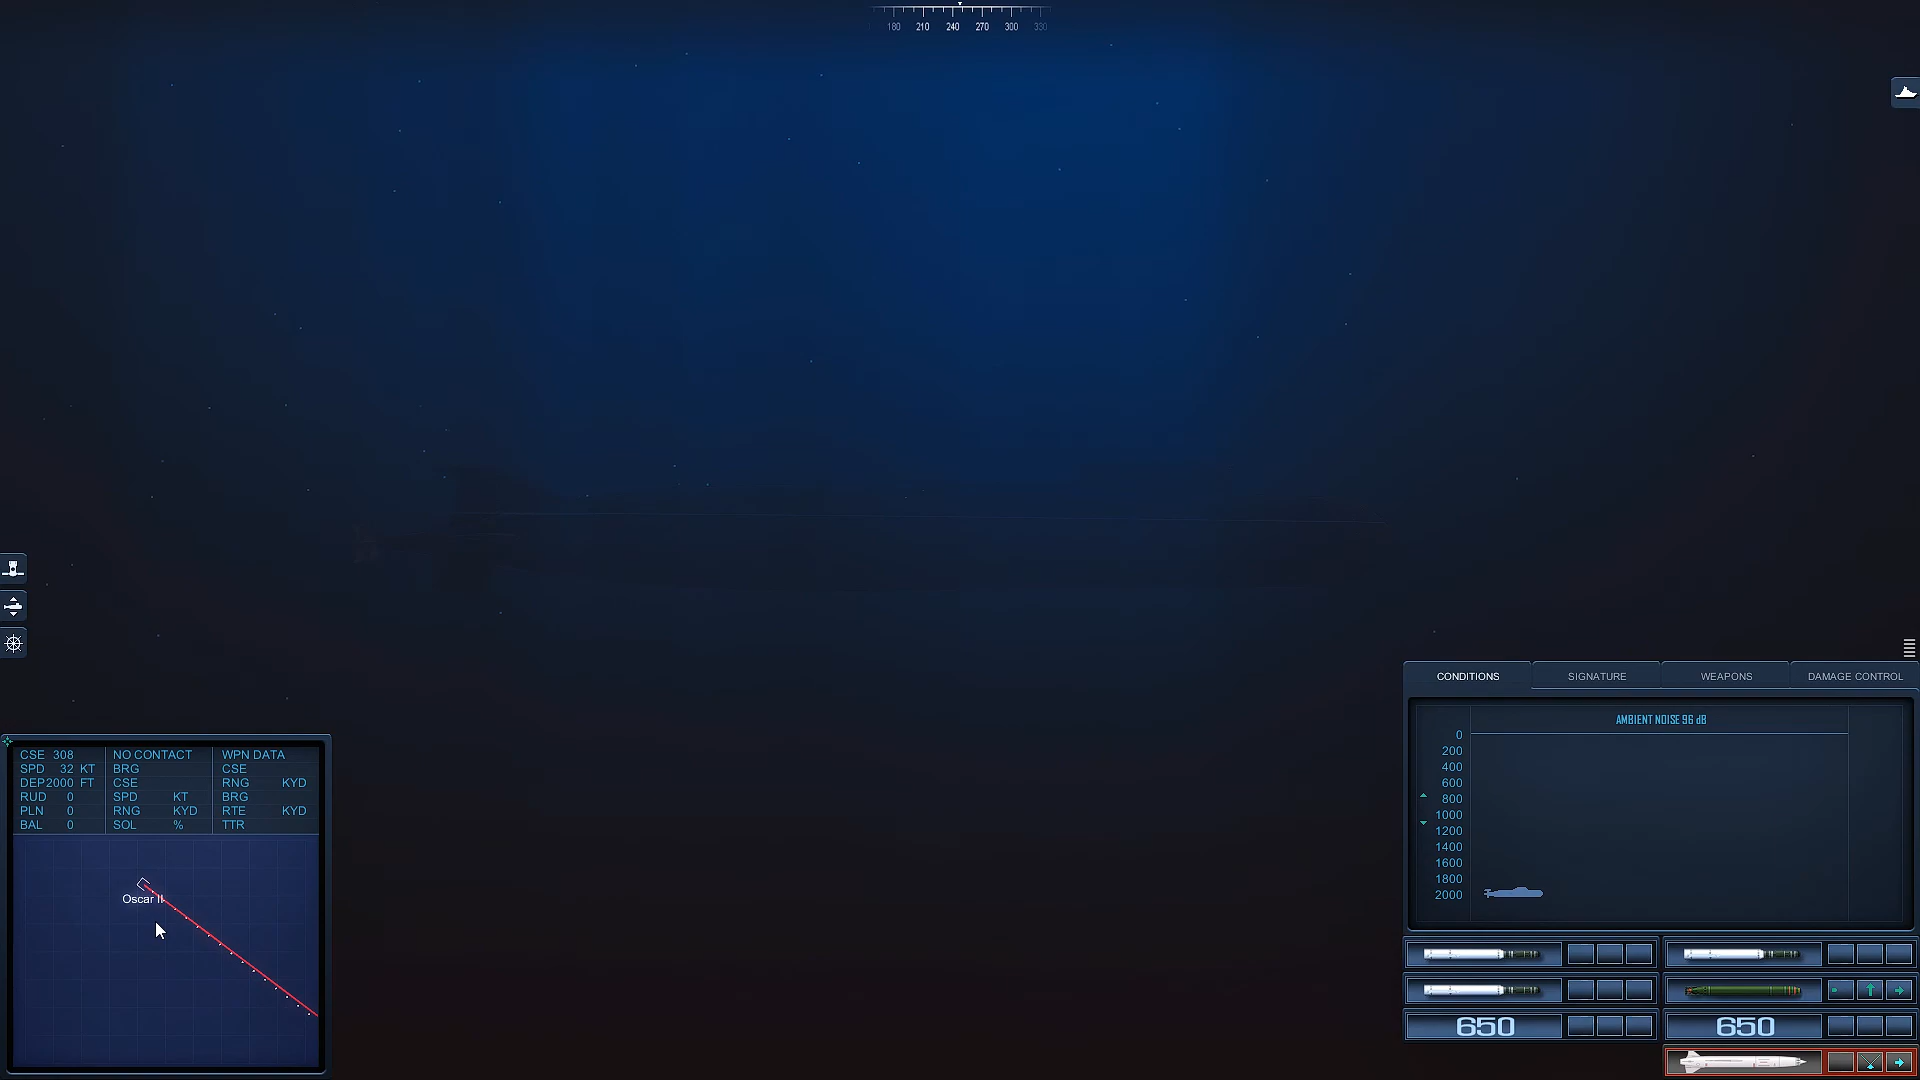 180 210 240 270 300 330
CONDITIONS SIGNATURE WEAPONS DAMAGE CONTROL
AMBIENT NOISE 96 dB
0
200
400
600
800
1000
1200
1400
1600
1800
2000
CSE 308 NO CONTACT WPN DATA
SPD 32 KT BRG CSE
DEP2000 FT CSE RNG KYD
RUD 0 SPD KT BRG
PLN 0 RNG KYD RTE KYD
BAL 0 SOL % TTR
Oscar II
650 650